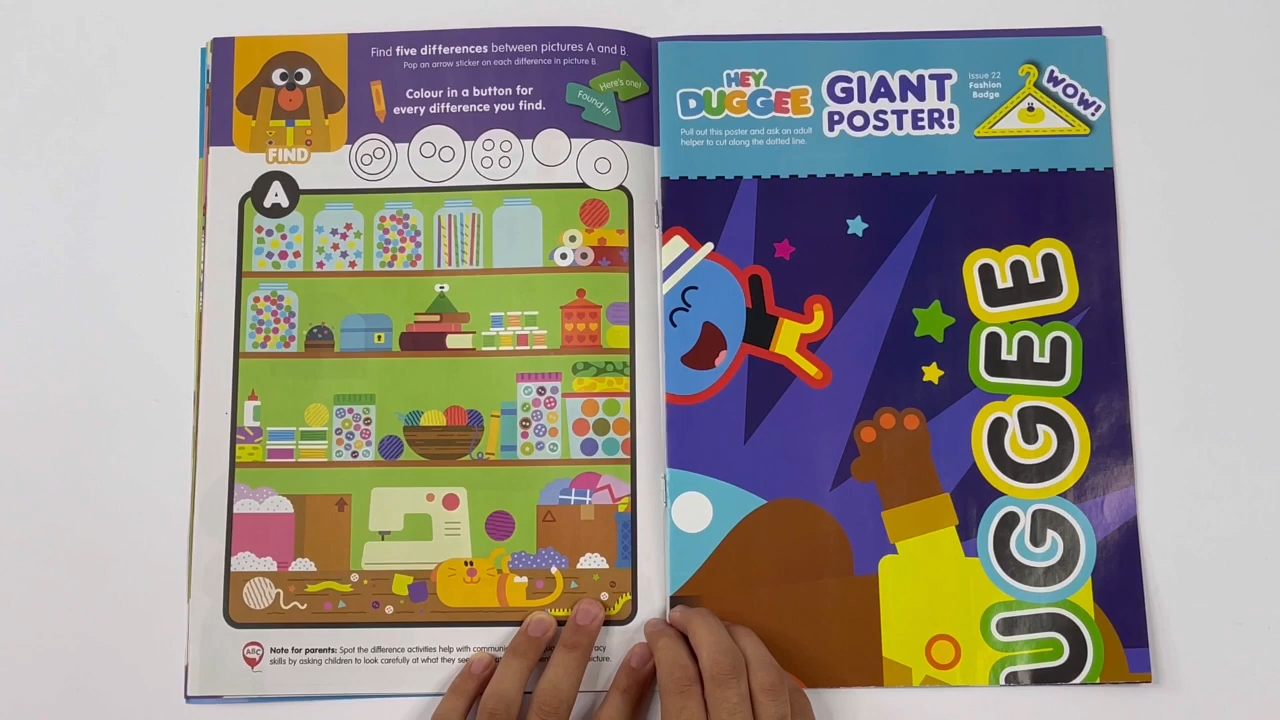 Find five differences between pictures A and B.
Pop an arrow sticker on each difference in picture B.
Colour in a button for
every difference you find.
Here's one!
Found it!
FIND
A
ABC
Note for parents: Spot the difference activities help with
skills by asking children to look carefully at what they see
picture.
HEY
DUGGEE
Pull out this poster and ask an adult
helper to cut along the dotted line.
GIANT
POSTER!
Issue 22
Fashion
Badge
WOW!
UGGEE